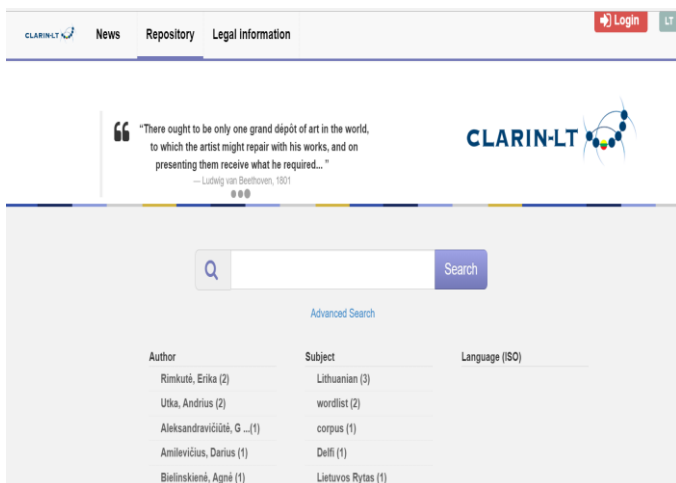 CLARIN-LT News Repository Legal information Login LT
“There ought to be only one grand dépôt of art in the world,
to which the artist might repair with his works, and on
presenting them receive what he
required... ”
— Ludwig van Beethoven, 1801
CLARIN-LT
Search
Advanced Search
Author Subject Language (ISO)
Rimkutė, Erika (2) Lithuanian (3)
Utka, Andrius (2) wordlist (2)
Aleksandravičiūtė, G ...(1) corpus (1)
Amilevičius, Darius (1) Delfi (1)
Bielinskienė, Agnė (1) Lietuvos Rytas (1)